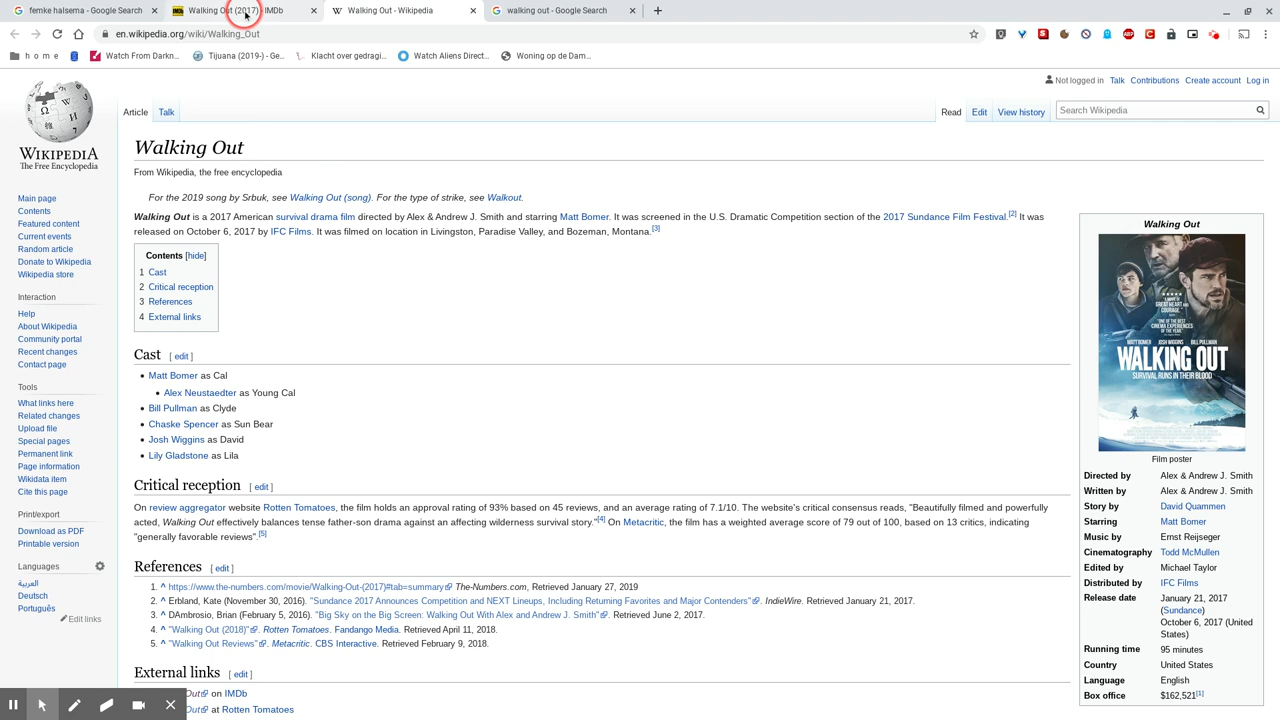 femke halsema - Google Search
Walking Out (2017) - IMDb
Walking Out - Wikipedia
walking out - Google Search
en.wikipedia.org/wiki/Walking_Out
h o m e
Watch From Darkn...
Tijuana (2019-) - Ge...
Klacht over gedragi...
Watch Aliens Direct...
Woning op de Dam...
Not logged in Talk Contributions Create account Log in
Article Talk
Read Edit View history
Search Wikipedia
WIKIPEDIA
The Free Encyclopedia
Main page
Contents
Featured content
Current events
Random article
Donate to Wikipedia
Wikipedia store
Interaction
Help
About Wikipedia
Community portal
Recent changes
Contact page
Tools
What links here
Related changes
Upload file
Special pages
Permanent link
Page information
Wikidata item
Cite this page
Print/export
Download as PDF
Printable version
Languages
العربية
Deutsch
Português
Edit links
Walking Out
From Wikipedia, the free encyclopedia
For the 2019 song by Srbuk, see Walking Out (song). For the type of strike, see Walkout.
Walking Out is a 2017 American survival drama film directed by Alex & Andrew J. Smith and starring Matt Bomer. It was screened in the U.S. Dramatic Competition section of the 2017 Sundance Film Festival.[2] It was
released on October 6, 2017 by IFC Films. It was filmed on location in Livingston, Paradise Valley, and Bozeman, Montana.[3]
Contents [hide]
1 Cast
2 Critical reception
3 References
4 External links
Cast [ edit ]
• Matt Bomer as Cal
• Alex Neustaedter as Young Cal
• Bill Pullman as Clyde
• Chaske Spencer as Sun Bear
• Josh Wiggins as David
• Lily Gladstone as Lila
Critical reception [ edit ]
On review aggregator website Rotten Tomatoes, the film holds an approval rating of 93% based on 45 reviews, and an average rating of 7.1/10. The website's critical consensus reads, "Beautifully filmed and powerfully
acted, Walking Out effectively balances tense father-son drama against an affecting wilderness survival story."[4] On Metacritic, the film has a weighted average score of 79 out of 100, based on 13 critics, indicating
"generally favorable reviews".[5]
References [ edit ]
1. ^ https://www.the-numbers.com/movie/Walking-Out-(2017)#tab=summary The-Numbers.com, Retrieved January 27, 2019
2. ^ Erbland, Kate (November 30, 2016). "Sundance 2017 Announces Competition and NEXT Lineups, Including Returning Favorites and Major Contenders". IndieWire. Retrieved January 21, 2017.
3. ^ DAmbrosio, Brian (February 5, 2016). "Big Sky on the Big Screen: Walking Out With Alex and Andrew J. Smith". Retrieved June 2, 2017.
4. ^ "Walking Out (2018)". Rotten Tomatoes. Fandango Media. Retrieved April 11, 2018.
5. ^ "Walking Out Reviews". Metacritic. CBS Interactive. Retrieved February 9, 2018.
External links [ edit ]
Out on IMDb
Out at Rotten Tomatoes
Walking Out
MATT BOMER JOSH WIGGINS BILL PULLMAN
WALKING OUT
SURVIVAL RUNS IN THEIR BLOOD
Film poster
Directed by Alex & Andrew J. Smith
Written by Alex & Andrew J. Smith
Story by David Quammen
Starring Matt Bomer
Music by Ernst Reijseger
Cinematography Todd McMullen
Edited by Michael Taylor
Distributed by IFC Films
Release date January 21, 2017
(Sundance)
October 6, 2017 (United
States)
Running time 95 minutes
Country United States
Language English
Box office $162,521[1]